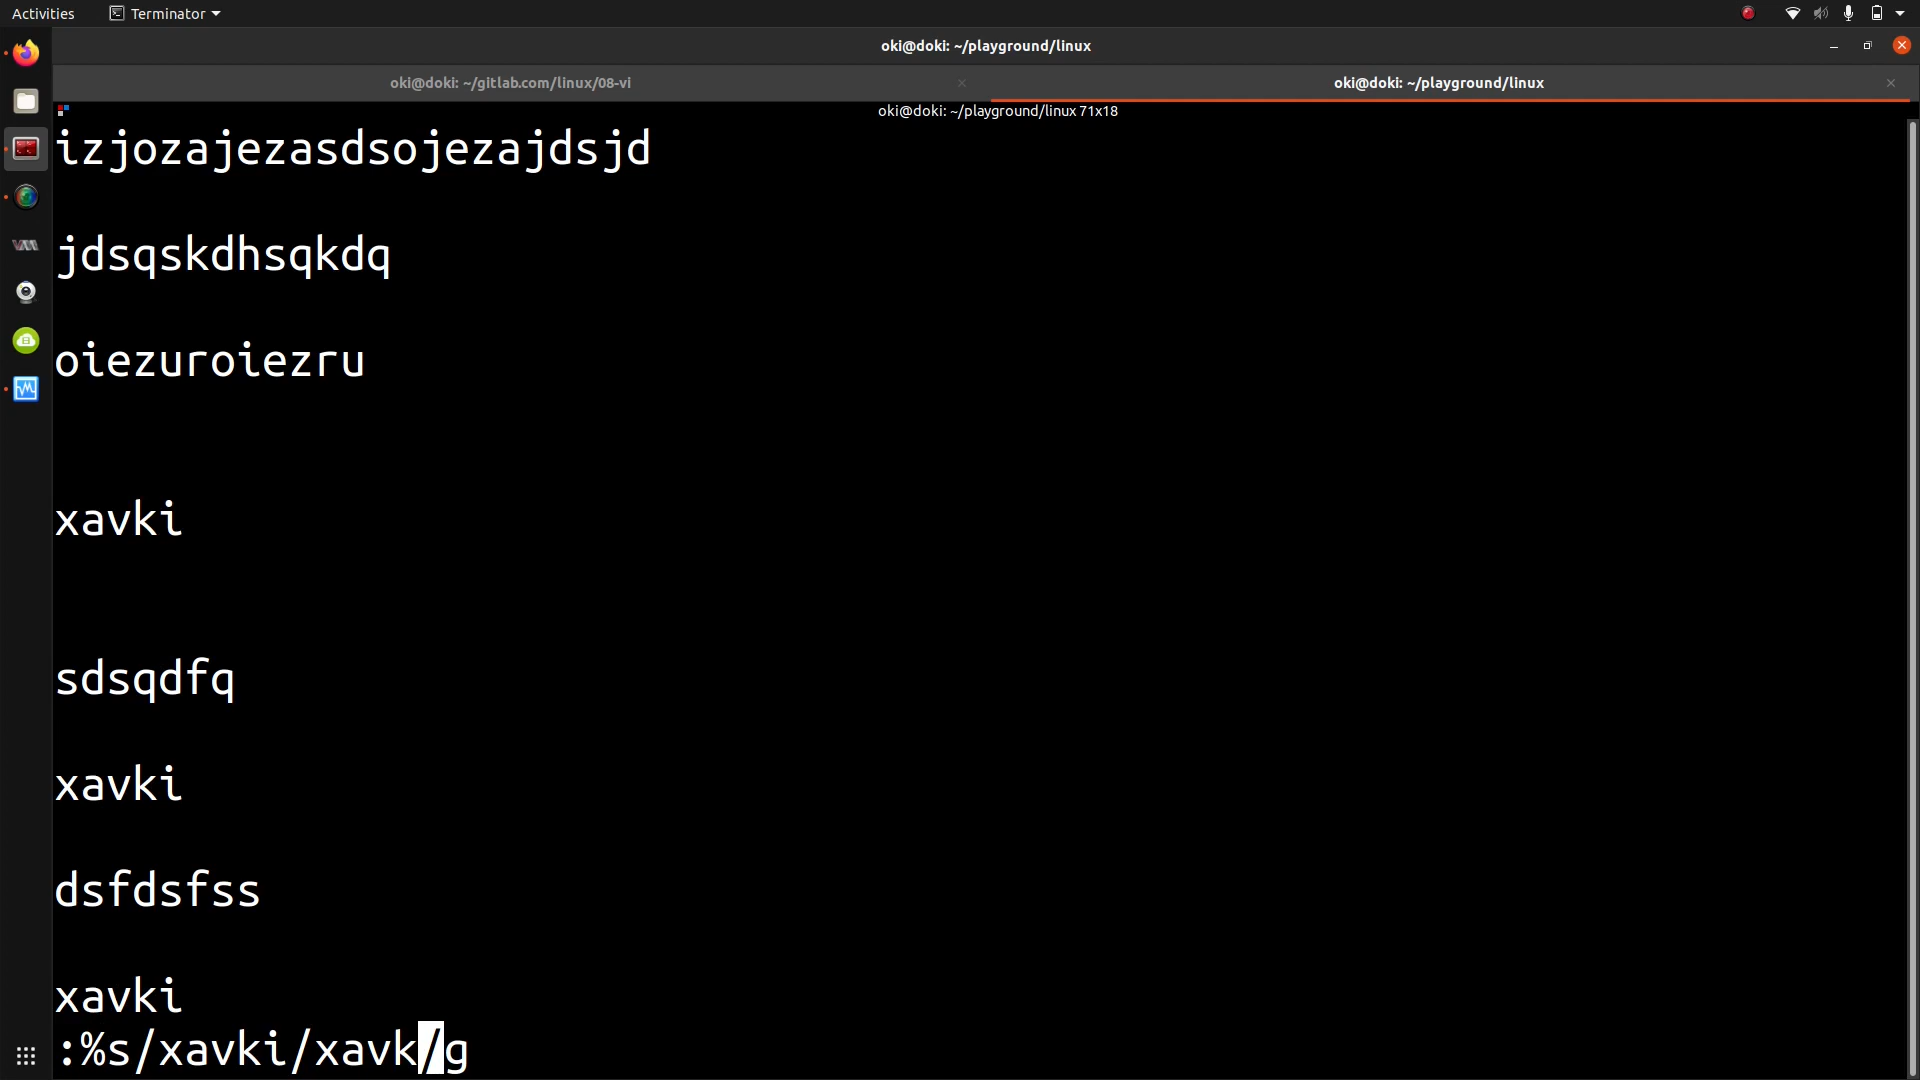 Activities
Terminator
oki@doki: ~/playground/linux
oki@doki: ~/gitlab.com/linux/08-vi
oki@doki: ~/playground/linux
oki@doki: ~/playground/linux 71x18
izjozajezasdsojezajdsjd
jdsqskdhsqkdq
oiezuroiezru
xavki
sdsqdfq
xavki
dsfdsfss
xavki
:%s/xavki/xavk/g